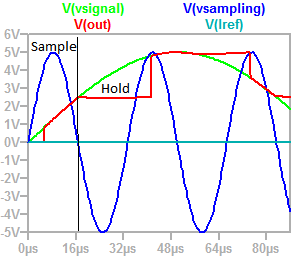 V(vsignal) V(vsampling)
V(out) V(Iref)
6V
Sample
5V
4V
3V
Hold
2V
1V
0V
-1V
-2V
-3V
-4V
-5V
0µs 16µs 32µs 48µs 64µs 80µs